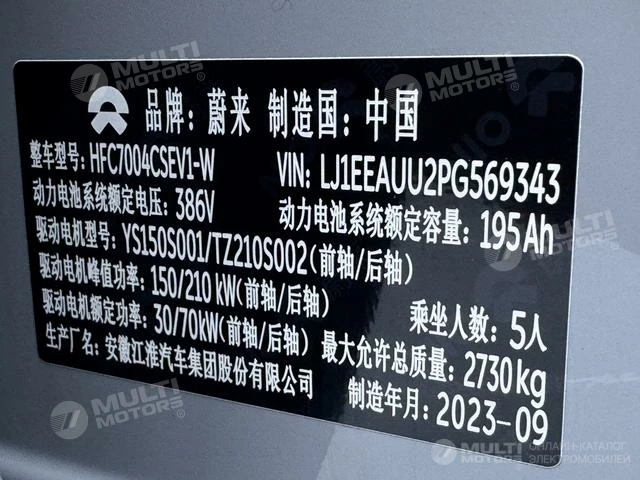 MULTI MOTORS
MULTI MOTORS
品牌: 蔚来 制造国: 中国
整车型号: HFC7004CSEV1-W
VIN: LJ1EEAUU2PG569343
动力电池系统额定电压: 386V
动力电池系统额定容量: 195Ah
驱动电机型号: YS150S001/TZ210S002(前轴/后轴)
驱动电机峰值功率: 150/210kW(前轴/后轴)
驱动电机额定功率: 30/70kW(前轴/后轴)
乘坐人数: 5人
生产厂名: 安徽江淮汽车集团股份有限公司
最大允许总质量: 2730kg
制造年月: 2023-09
MULTI MOTORS
MULTI MOTORS
ОНЛАЙН-КАТАЛОГ
ЭЛЕКТРОМОБИЛЕЙ